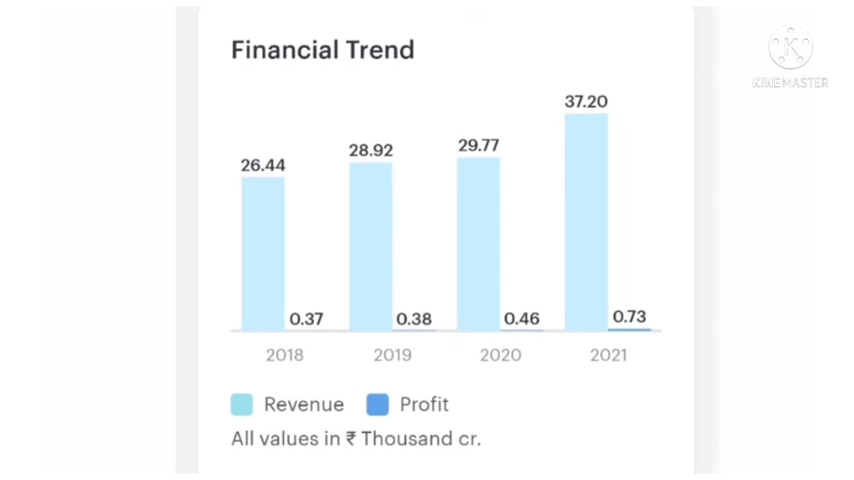 Financial Trend
K
KINEMASTER
37.20
29.77
28.92
26.44
0.37
0.38
0.46
0.73
2018
2019
2020
2021
Revenue
Profit
All values in ₹ Thousand cr.